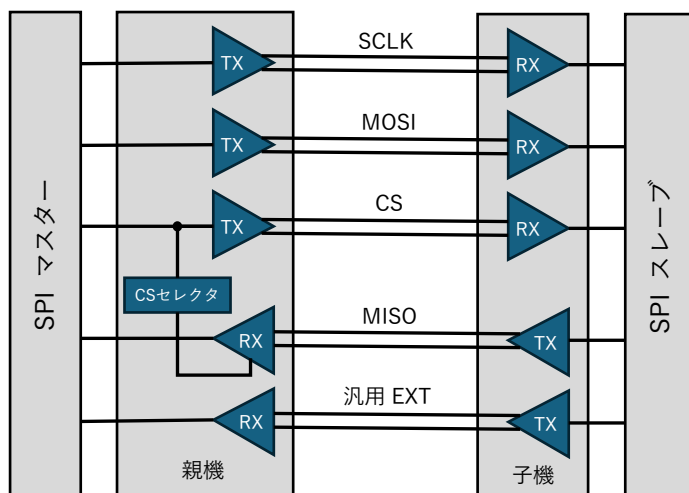 SCLK
TX
RX
MOSI
TX
RX
CS
TX
RX
SPI マスター
SPI スレーブ
CSセレクタ
MISO
RX
TX
汎用 EXT
RX
TX
親機
子機